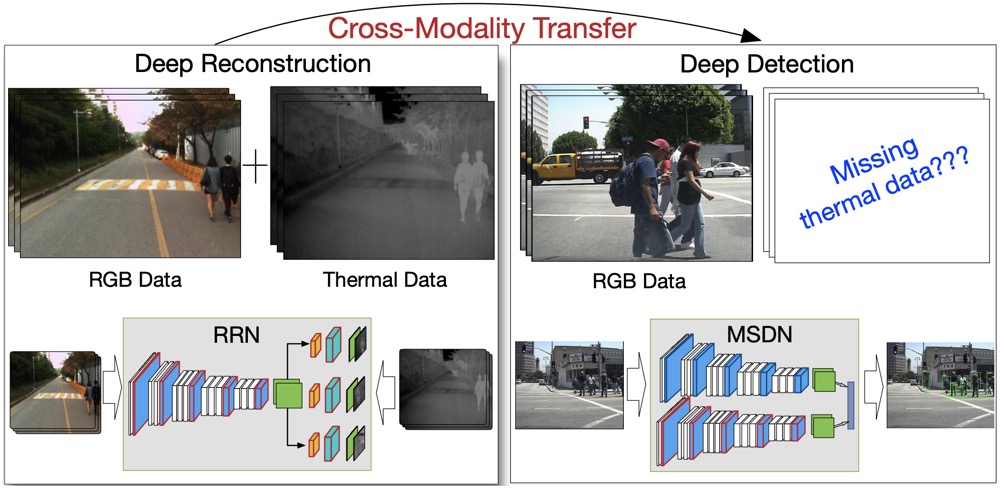 Cross-Modality Transfer
Deep Reconstruction
RGB Data
Thermal Data
RRN
Deep Detection
Missing
thermal data???
RGB Data
MSDN